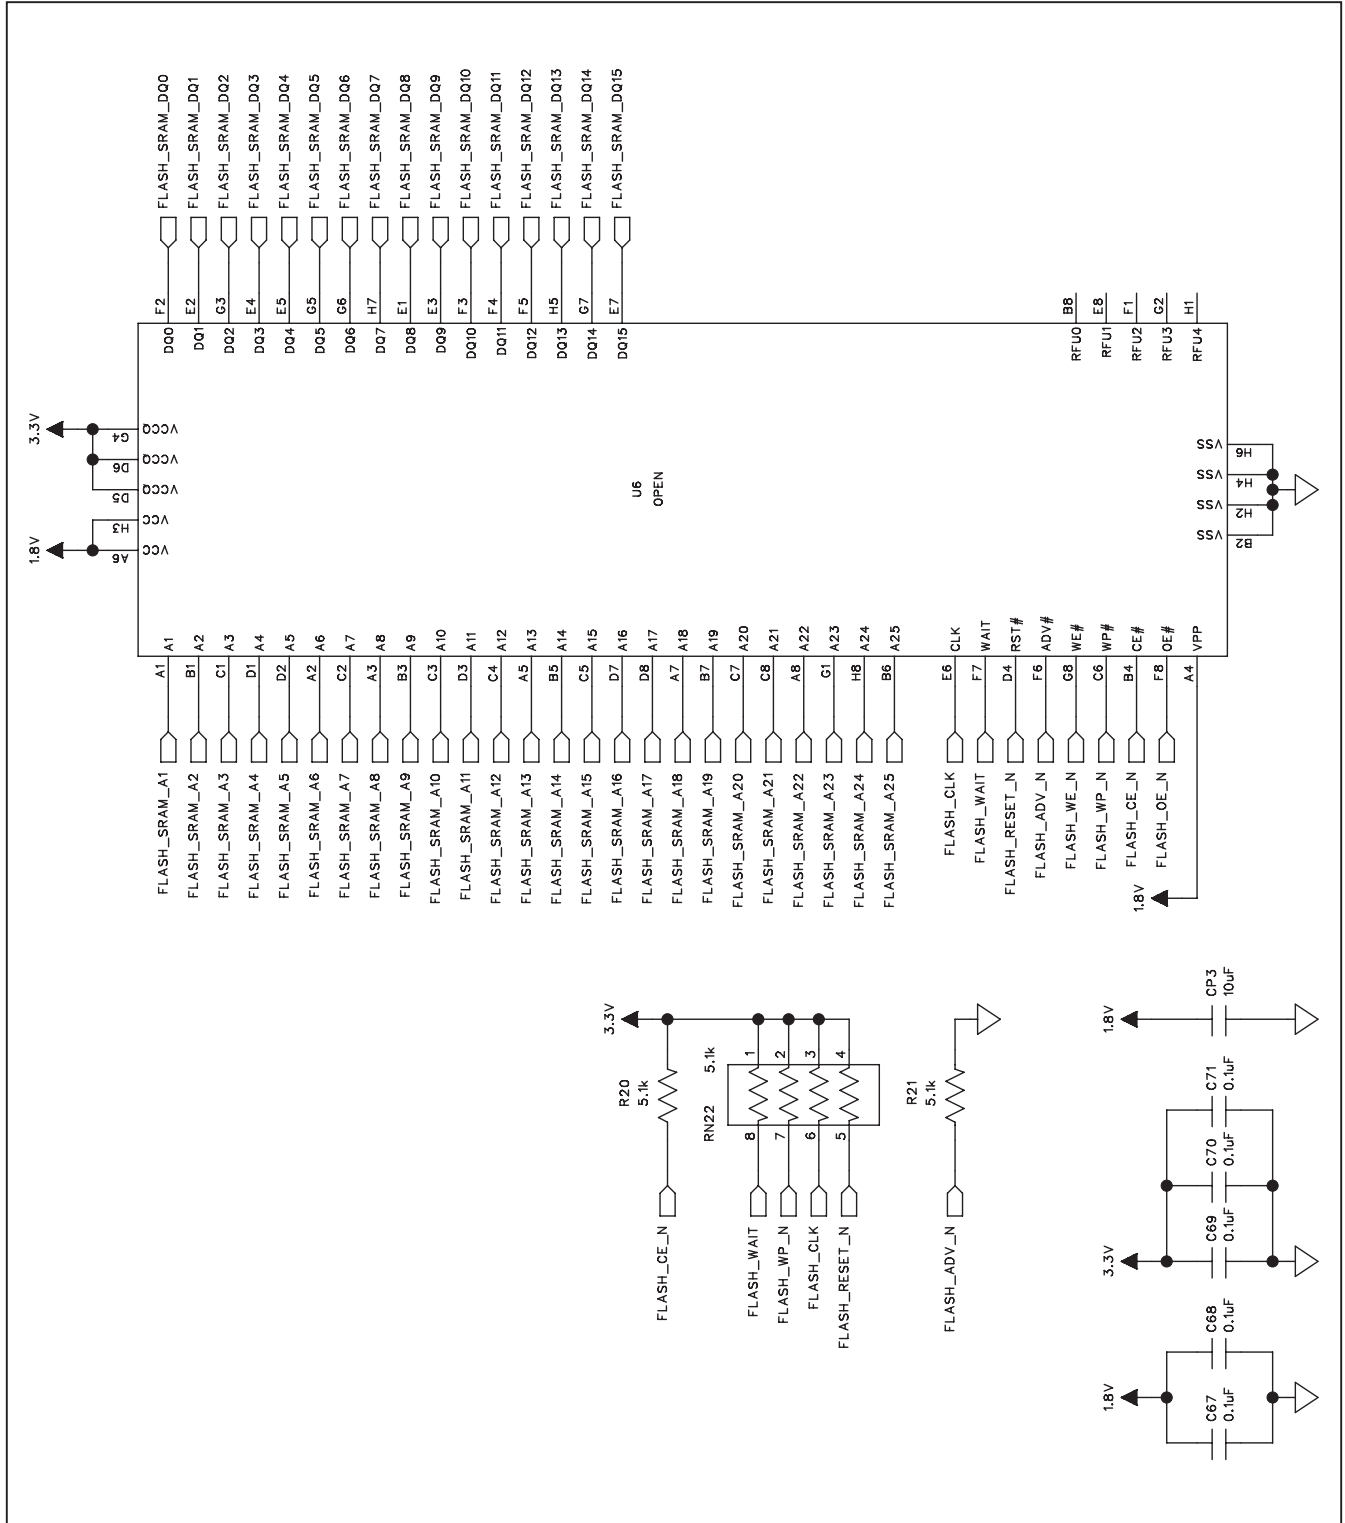 3.3V
1.8V
G4 VCCQ
D6 VCCQ
D5 VCCQ
H3 VCC
A6 VCC
FLASH_SRAM_DQ0 F2 DQ0
FLASH_SRAM_DQ1 E2 DQ1
FLASH_SRAM_DQ2 G3 DQ2
FLASH_SRAM_DQ3 E4 DQ3
FLASH_SRAM_DQ4 E5 DQ4
FLASH_SRAM_DQ5 G5 DQ5
FLASH_SRAM_DQ6 G6 DQ6
FLASH_SRAM_DQ7 H7 DQ7
FLASH_SRAM_DQ8 E1 DQ8
FLASH_SRAM_DQ9 E3 DQ9
FLASH_SRAM_DQ10 F3 DQ10
FLASH_SRAM_DQ11 F4 DQ11
FLASH_SRAM_DQ12 F5 DQ12
FLASH_SRAM_DQ13 H5 DQ13
FLASH_SRAM_DQ14 G7 DQ14
FLASH_SRAM_DQ15 E7 DQ15
B8 RFU0
E8 RFU1
F1 RFU2
G2 RFU3
H1 RFU4
U6
OPEN
VSS H6
VSS H4
VSS H2
VSS B2
FLASH_SRAM_A1 A1 A1
FLASH_SRAM_A2 B1 A2
FLASH_SRAM_A3 C1 A3
FLASH_SRAM_A4 D1 A4
FLASH_SRAM_A5 D2 A5
FLASH_SRAM_A6 A2 A6
FLASH_SRAM_A7 C2 A7
FLASH_SRAM_A8 A3 A8
FLASH_SRAM_A9 B3 A9
FLASH_SRAM_A10 C3 A10
FLASH_SRAM_A11 D3 A11
FLASH_SRAM_A12 C4 A12
FLASH_SRAM_A13 A5 A13
FLASH_SRAM_A14 B5 A14
FLASH_SRAM_A15 C5 A15
FLASH_SRAM_A16 D7 A16
FLASH_SRAM_A17 D8 A17
FLASH_SRAM_A18 A7 A18
FLASH_SRAM_A19 B7 A19
FLASH_SRAM_A20 C7 A20
FLASH_SRAM_A21 C8 A21
FLASH_SRAM_A22 A8 A22
FLASH_SRAM_A23 G1 A23
FLASH_SRAM_A24 H8 A24
FLASH_SRAM_A25 B6 A25
FLASH_CLK E6 CLK
FLASH_WAIT F7 WAIT
FLASH_RESET_N D4 RST#
FLASH_ADV_N F6 ADV#
FLASH_WE_N G8 WE#
FLASH_WP_N C6 WP#
FLASH_CE_N B4 CE#
FLASH_OE_N F8 OE#
1.8V A4 VPP
3.3V
R20
5.1k
FLASH_CE_N
RN22 5.1k
FLASH_WAIT 8 1
FLASH_WP_N 7 2
FLASH_CLK 6 3
FLASH_RESET_N 5 4
R21
5.1k
FLASH_ADV_N
1.8V
CP3
10uF
3.3V
C69
0.1uF
C70
0.1uF
C71
0.1uF
1.8V
C67
0.1uF
C68
0.1uF